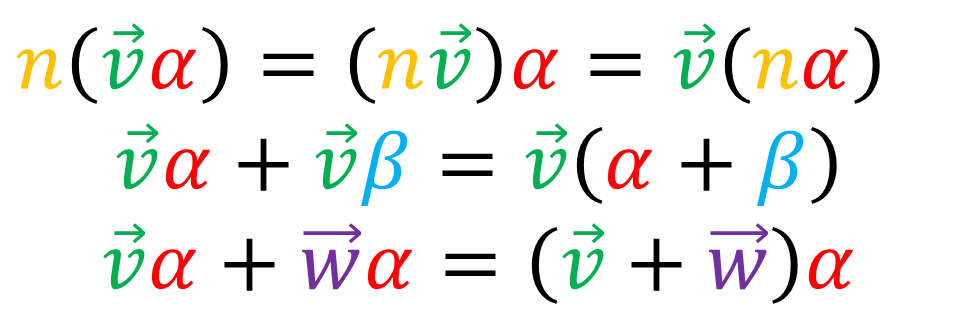 n(v⃗α) = (nv⃗)α = v⃗(nα)
v⃗α + v⃗β = v⃗(α + β)
v⃗α + w⃗α = (v⃗ + w⃗)α